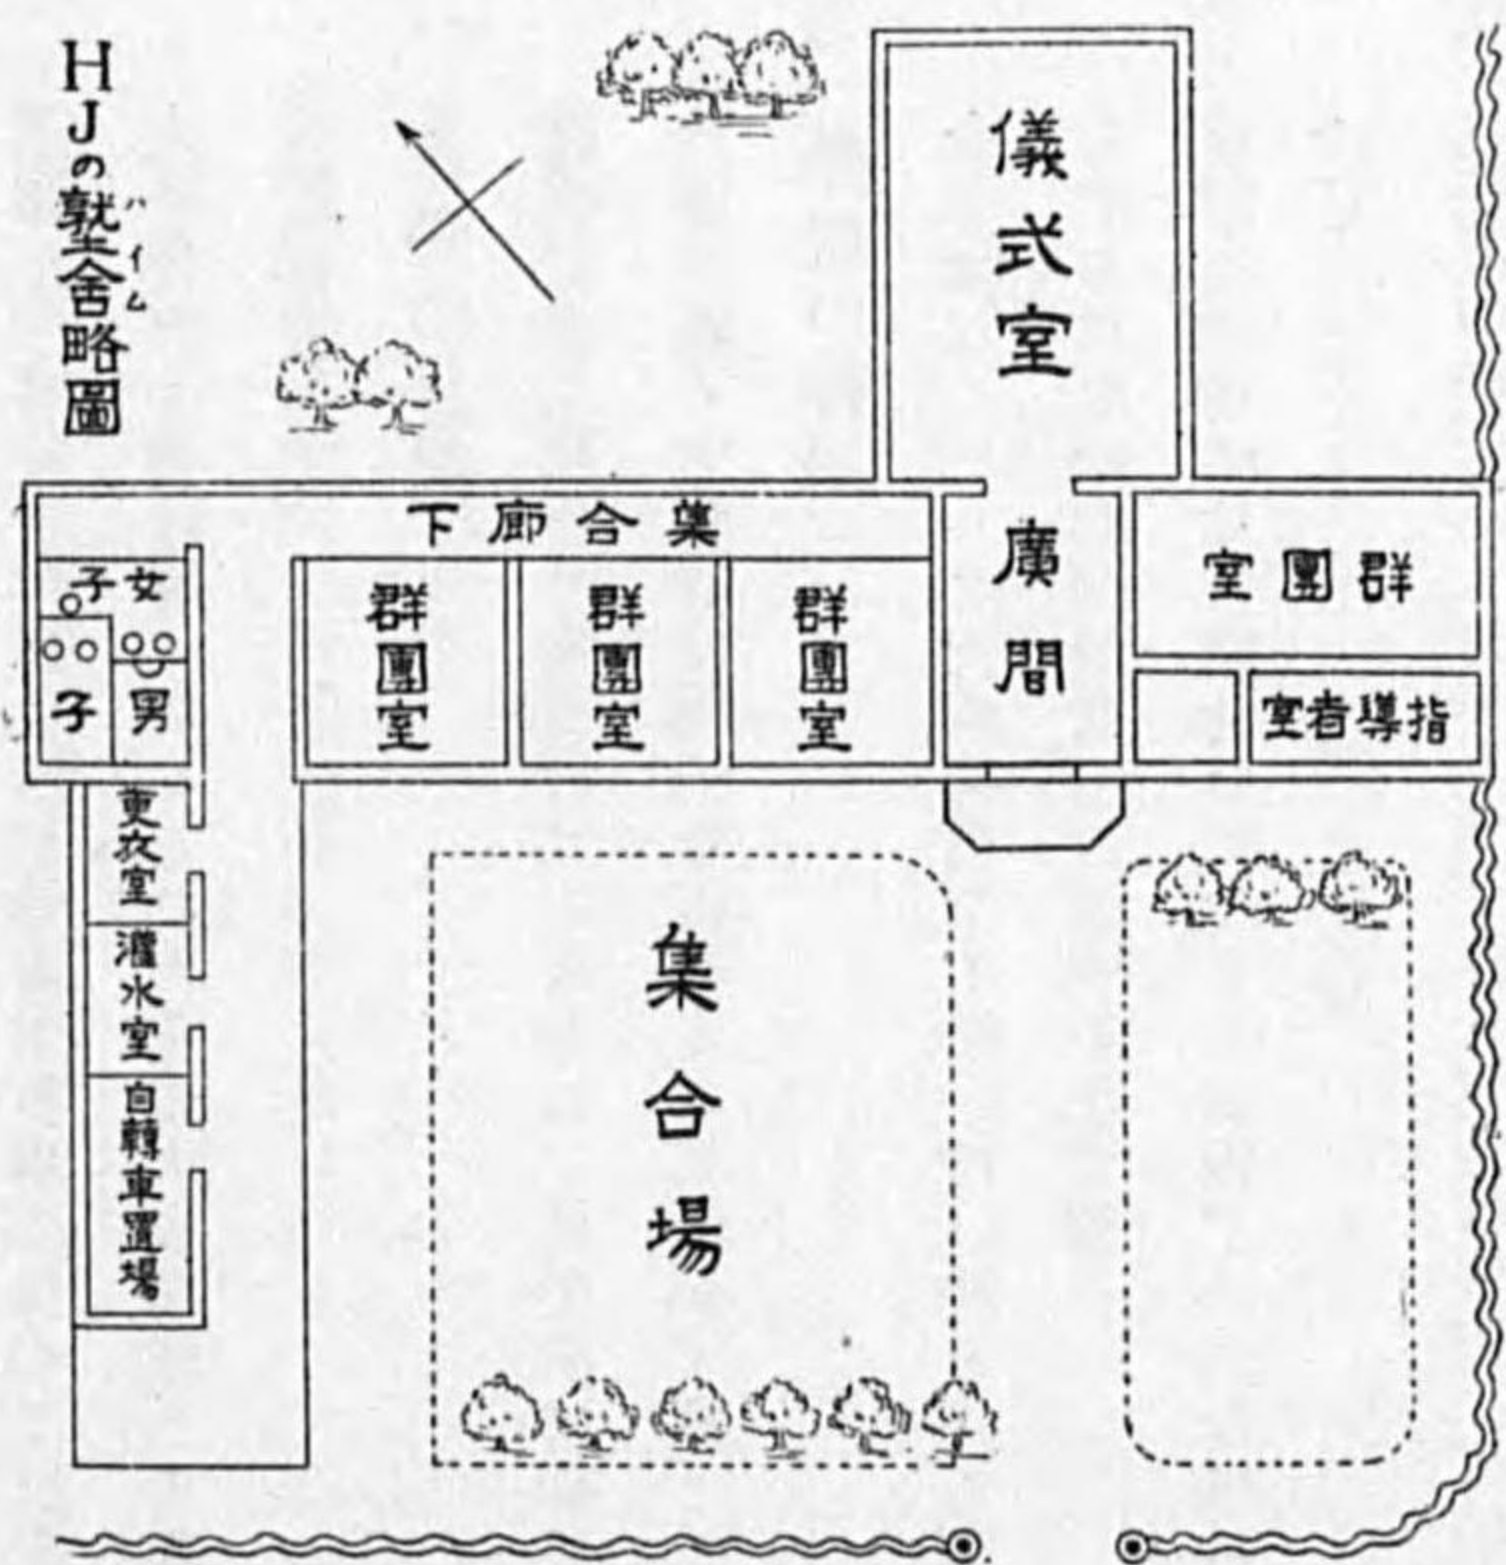 HJの塾舎略圖
ハイム
儀式室
下廊合集
廣間
室團群
女子
男子
群團室
群團室
群團室
室者導指
更衣室
灌水室
自轉車置場
集合場